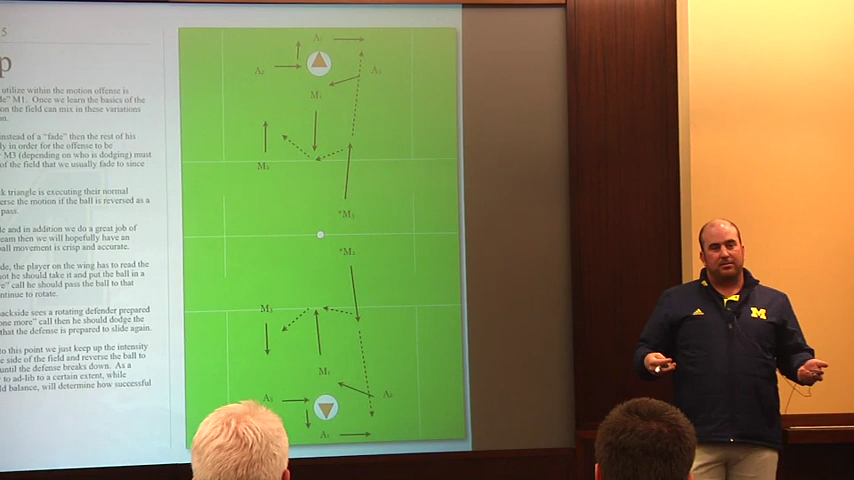 5
p
utilize within the motion offense is
de" M1. Once we learn the basics of the
on the field can mix in these variations
on.
instead of a "fade" then the rest of his
ly in order for the offense to be
M3 (depending on who is dodging) must
of the field that we usually fade to since
k triangle is executing their normal
erse the motion if the ball is reversed as a
pass.
le and in addition we do a great job of
eam then we will hopefully have an
ball movement is crisp and accurate.
de, the player on the wing has to read the
not he should take it and put the ball in a
e" call he should pass the ball to that
ntinue to rotate.
backside sees a rotating defender prepared
one more" call then he should dodge the
that the defense is prepared to slide again.
to this point we just keep up the intensity
e side of the field and reverse the ball to
until the defense breaks down. As a
to ad-lib to a certain extent, while
ld balance, will determine how successful
A1
A2
A3
M1
*M2
M1
A1
M